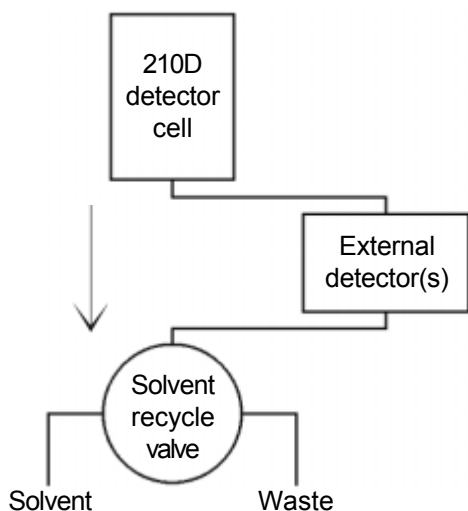 210D
detector
cell
External
detector(s)
Solvent
recycle
valve
Solvent
Waste